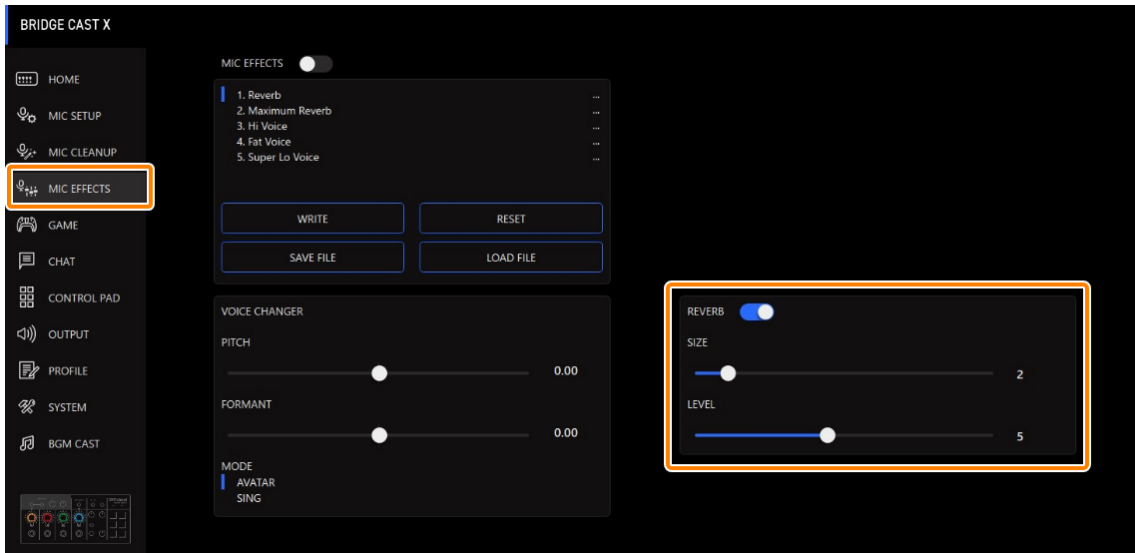 BRIDGE CAST X
HOME
MIC SETUP
MIC CLEANUP
MIC EFFECTS
GAME
CHAT
CONTROL PAD
OUTPUT
PROFILE
SYSTEM
BGM CAST
MIC EFFECTS
1. Reverb ...
2. Maximum Reverb ...
3. Hi Voice ...
4. Fat Voice ...
5. Super Lo Voice ...
WRITE RESET
SAVE FILE LOAD FILE
VOICE CHANGER
PITCH
0.00
FORMANT
0.00
MODE
AVATAR
SING
REVERB
SIZE
2
LEVEL
5